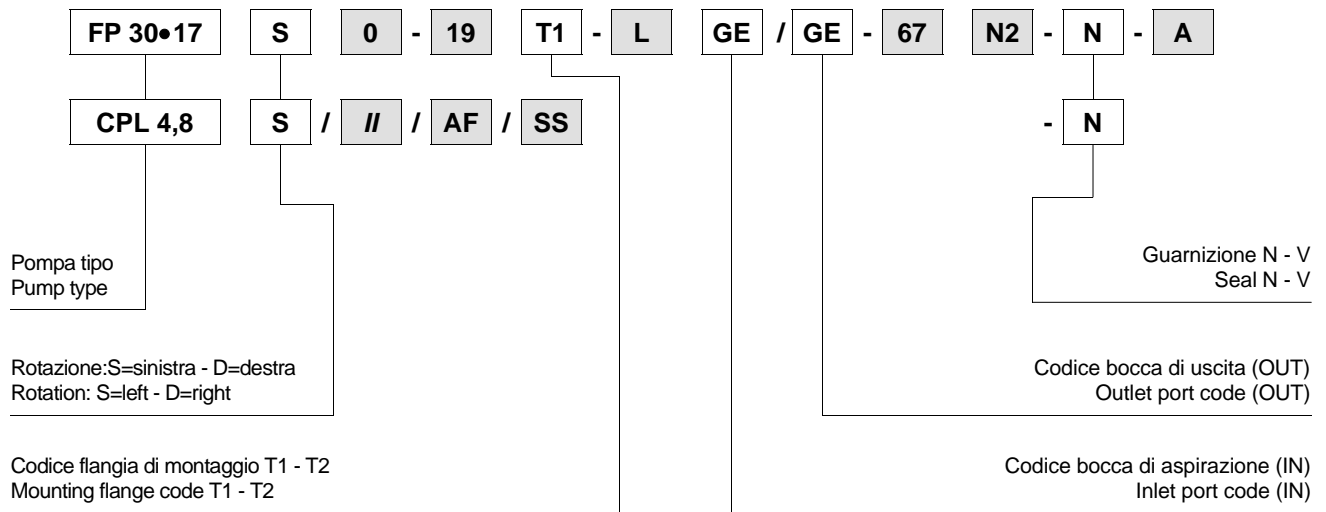 FP 30•17 S 0 - 19 T1 - L GE / GE - 67 N2 - N - A
CPL 4,8 S / // / AF / SS - N
Pompa tipo
Pump type
Guarnizione N - V
Seal N - V
Rotazione:S=sinistra - D=destra
Rotation: S=left - D=right
Codice bocca di uscita (OUT)
Outlet port code (OUT)
Codice flangia di montaggio T1 - T2
Mounting flange code T1 - T2
Codice bocca di aspirazione (IN)
Inlet port code (IN)